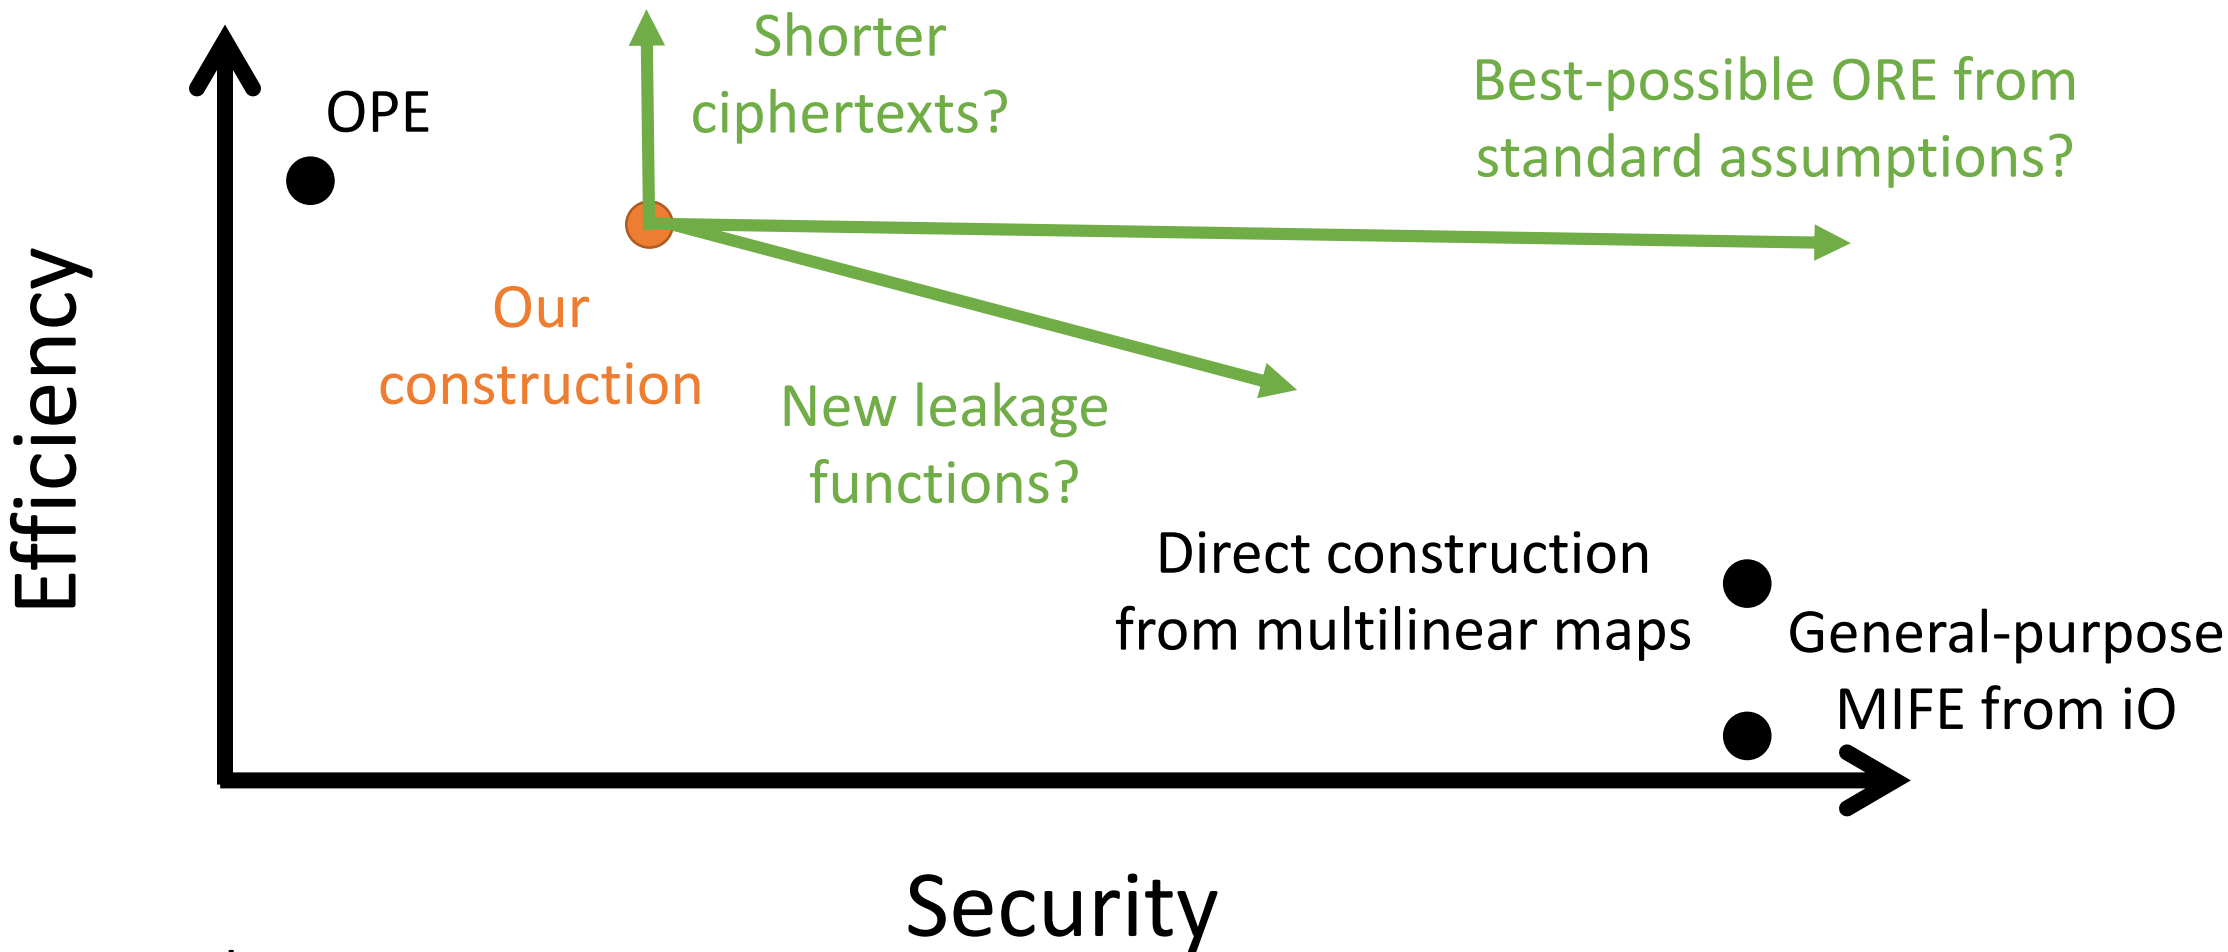 Shorter
ciphertexts?
OPE
Best-possible ORE from
standard assumptions?
Our
construction
New leakage
functions?
Efficiency
Direct construction
from multilinear maps
General-purpose
MIFE from iO
Security